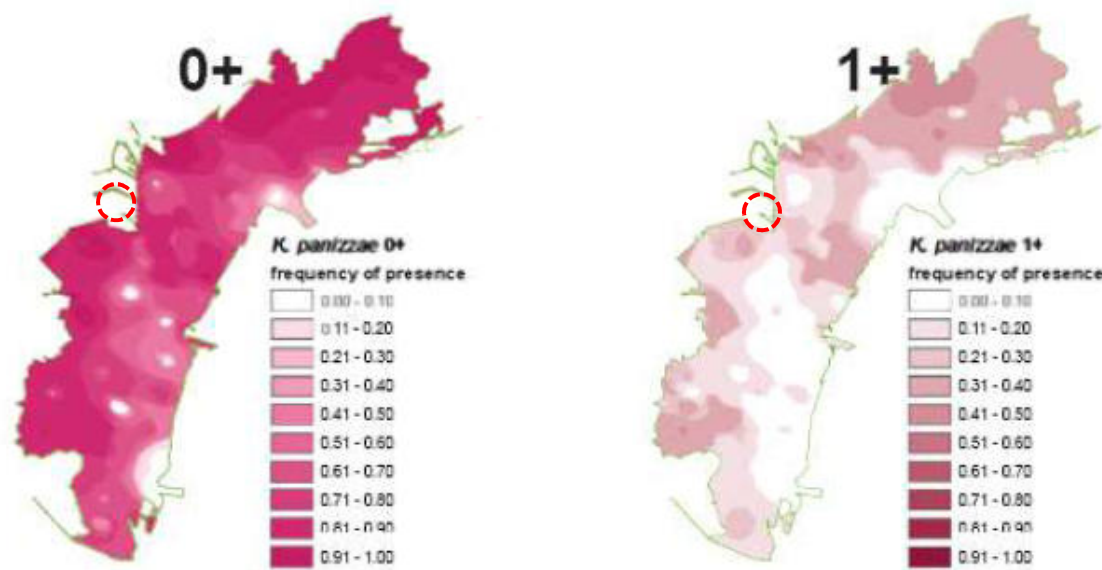 0+
K. panizzae 0+
frequency of presence
0.00 - 0.10
0.11 - 0.20
0.21 - 0.30
0.31 - 0.40
0.41 - 0.50
0.51 - 0.60
0.61 - 0.70
0.71 - 0.80
0.81 - 0.90
0.91 - 1.00
1+
K. panizzae 1+
frequency of presence
0.00 - 0.10
0.11 - 0.20
0.21 - 0.30
0.31 - 0.40
0.41 - 0.50
0.51 - 0.60
0.61 - 0.70
0.71 - 0.80
0.81 - 0.90
0.91 - 1.00